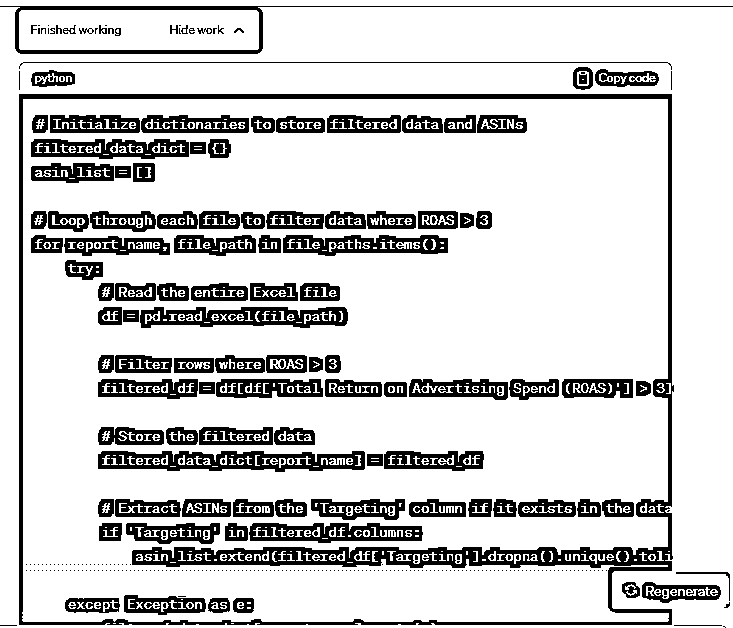 Finished working Hide work
python Copy code
# Initialize dictionaries to store filtered data and ASINs
filtered_data_dict = {}
asin_list = []
# Loop through each file to filter data where ROAS > 3
for report_name, file_path in file_paths.items():
    try:
        # Read the entire Excel file
        df = pd.read_excel(file_path)
        # Filter rows where ROAS > 3
        filtered_df = df[df['Total Return on Advertising Spend (ROAS)'] > 3]
        # Store the filtered data
        filtered_data_dict[report_name] = filtered_df
        # Extract ASINs from the 'Targeting' column if it exists in the data
        if 'Targeting' in filtered_df.columns:
            asin_list.extend(filtered_df['Targeting'].dropna().unique().toli
Regenerate
    except Exception as e: